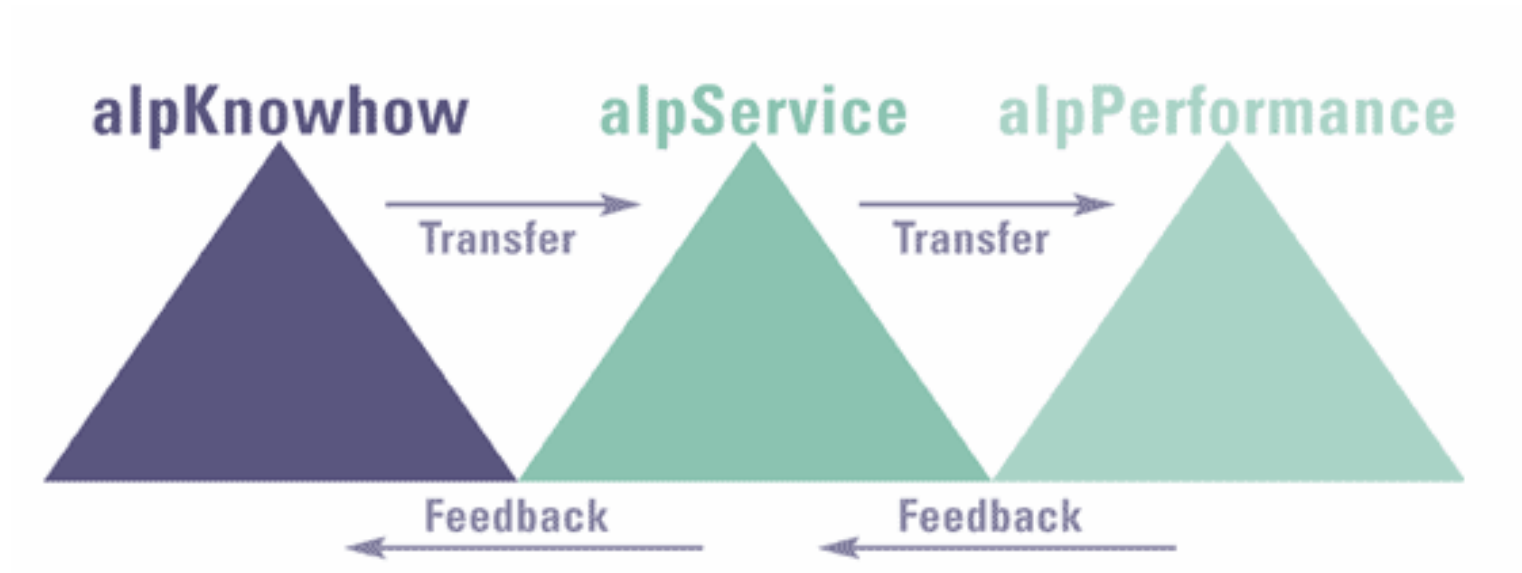 alpKnowhow
alpService
alpPerformance
Transfer
Transfer
Feedback
Feedback